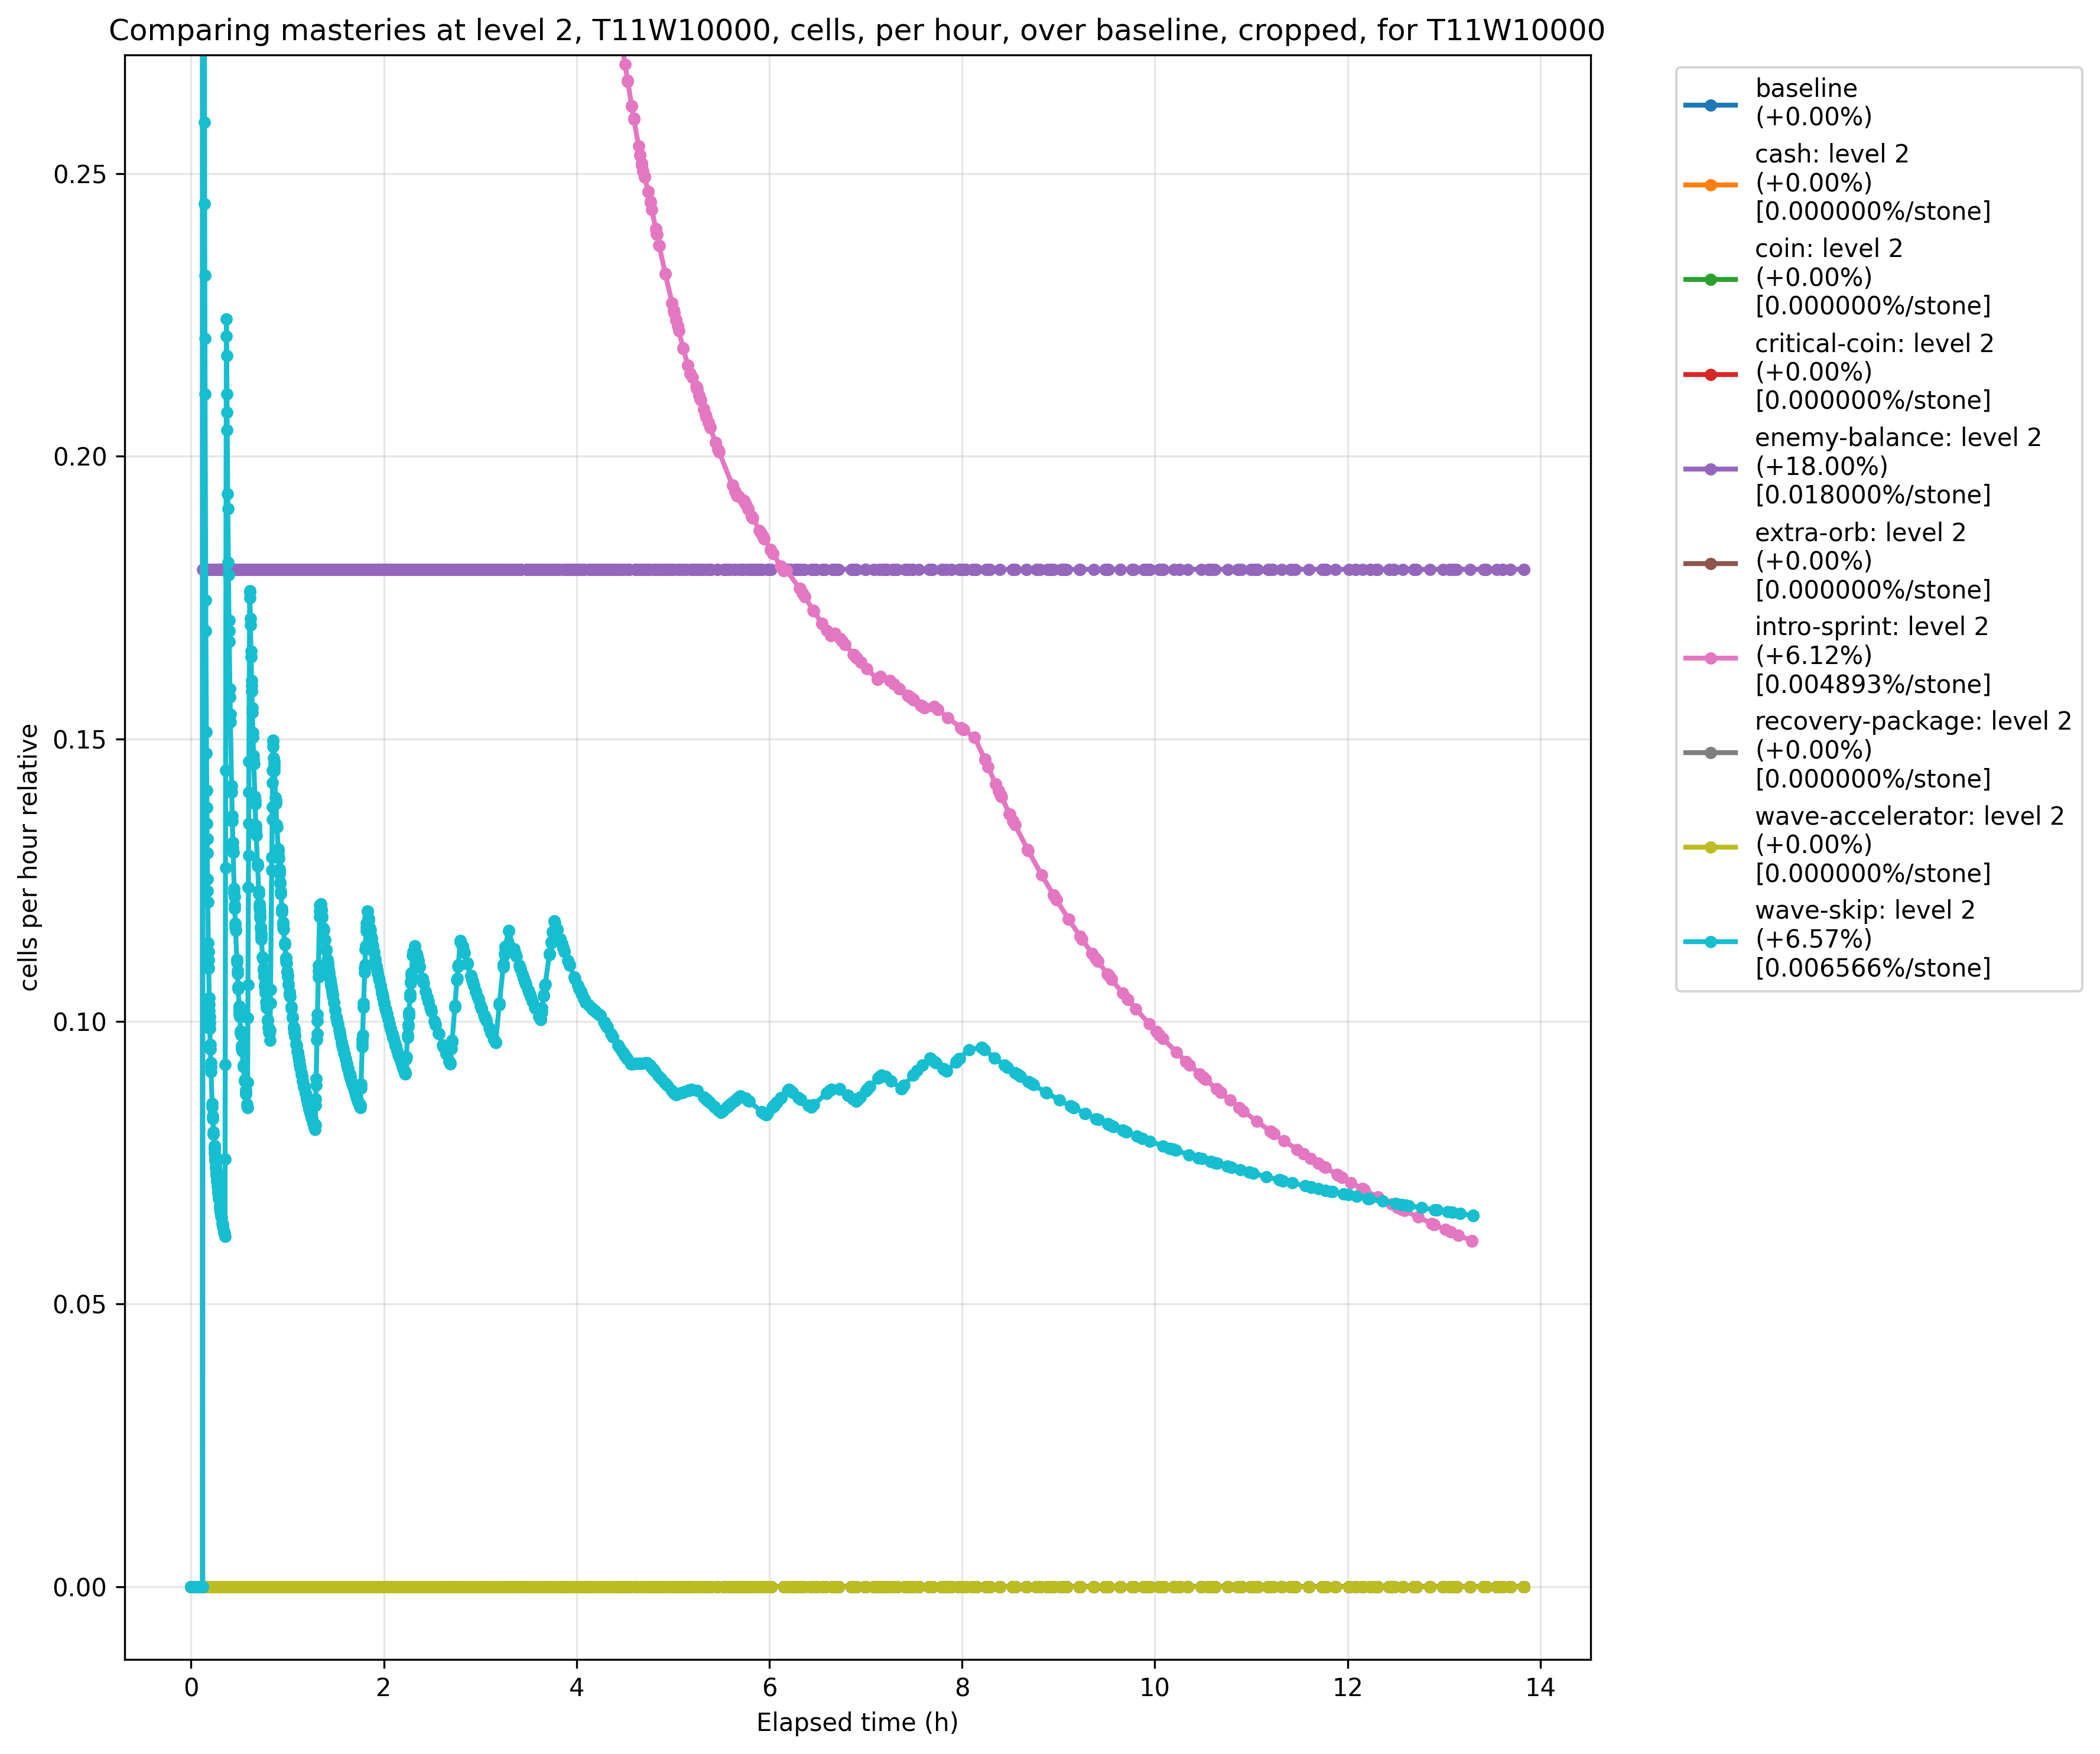 Comparing masteries at level 2, T11W10000, cells, per hour, over baseline, cropped, for T11W10000
cells per hour relative
0.25
0.20
0.15
0.10
0.05
0.00
0
2
4
6
8
10
12
14
Elapsed time (h)
baseline
(+0.00%)
cash: level 2
(+0.00%)
[0.000000%/stone]
coin: level 2
(+0.00%)
[0.000000%/stone]
critical-coin: level 2
(+0.00%)
[0.000000%/stone]
enemy-balance: level 2
(+18.00%)
[0.018000%/stone]
extra-orb: level 2
(+0.00%)
[0.000000%/stone]
intro-sprint: level 2
(+6.12%)
[0.004893%/stone]
recovery-package: level 2
(+0.00%)
[0.000000%/stone]
wave-accelerator: level 2
(+0.00%)
[0.000000%/stone]
wave-skip: level 2
(+6.57%)
[0.006566%/stone]